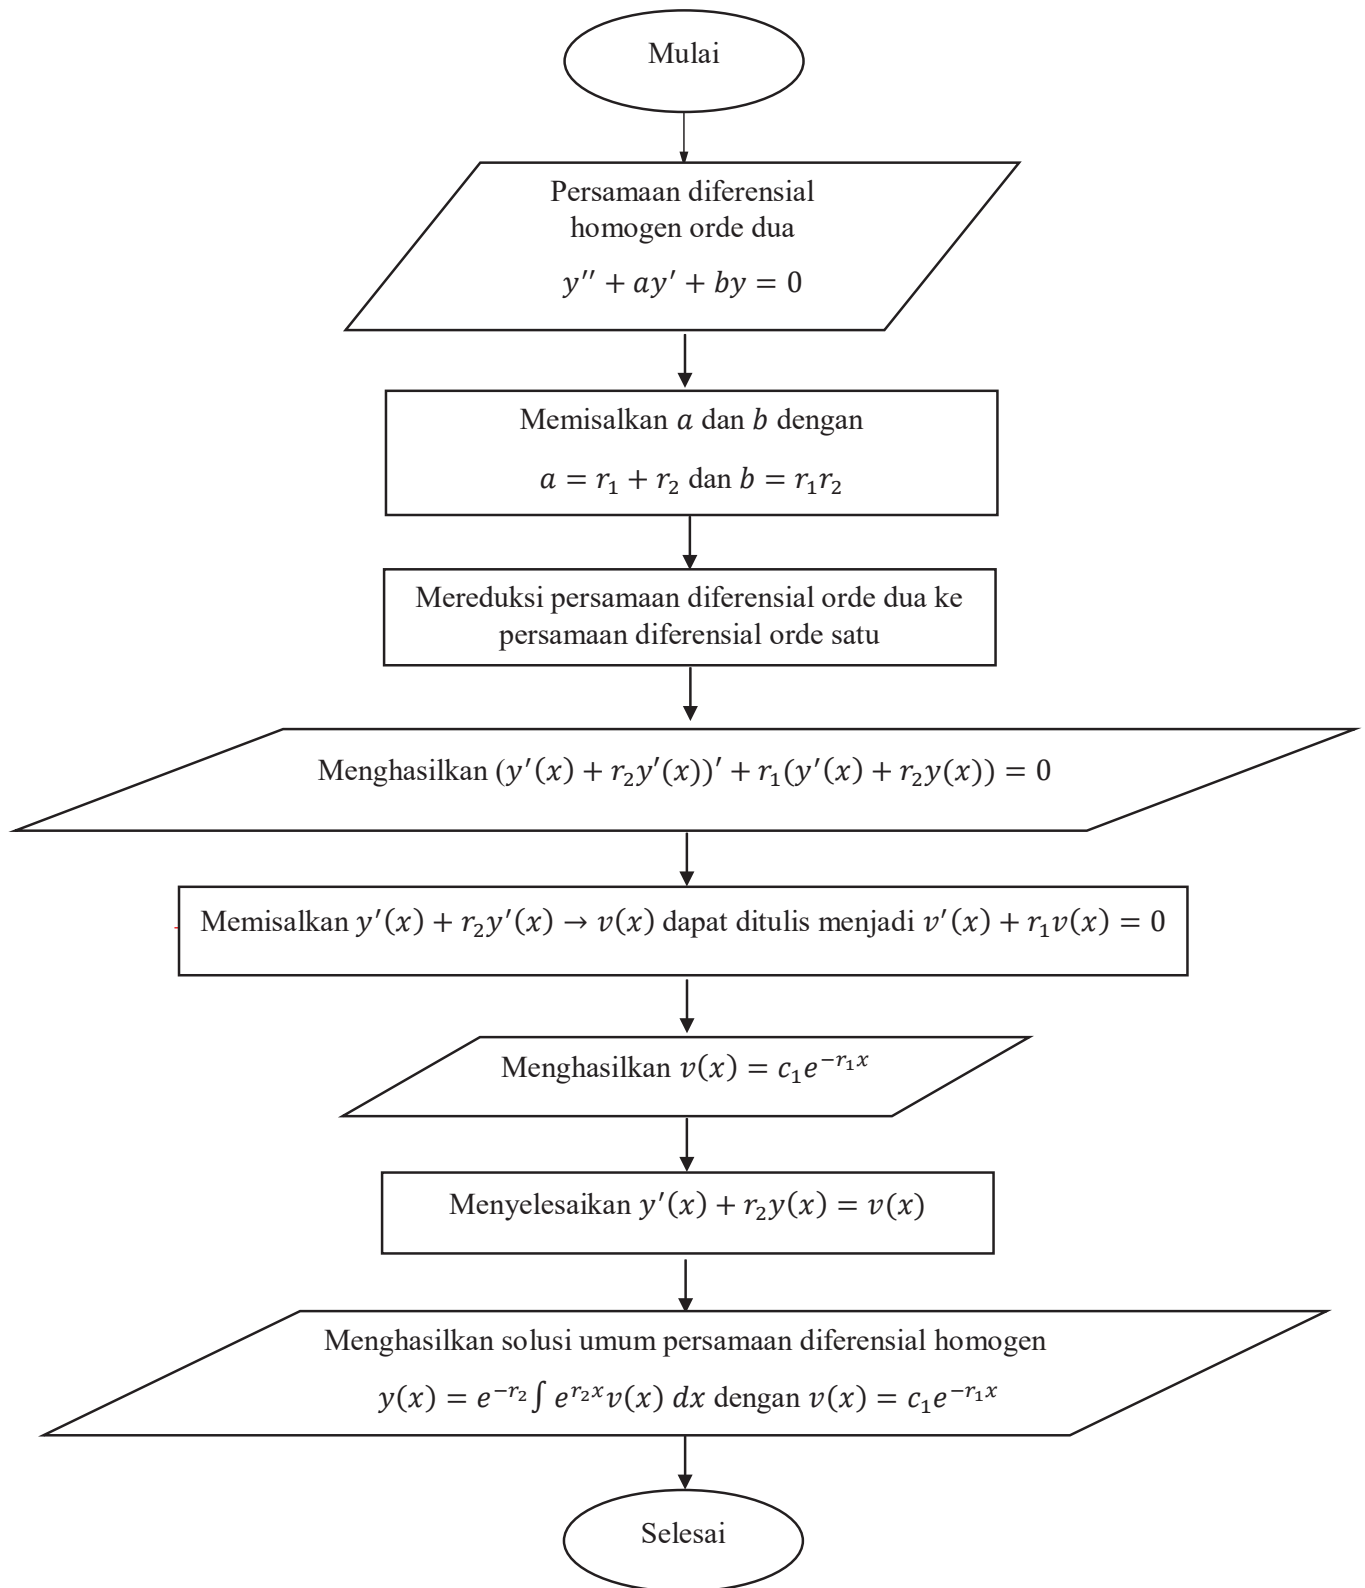 Mulai
Persamaan diferensial
homogen orde dua
𝑦′′ + 𝑎𝑦′ + 𝑏𝑦 = 0
Memisalkan 𝑎 dan 𝑏 dengan
𝑎 = 𝑟₁ + 𝑟₂ dan 𝑏 = 𝑟₁𝑟₂
Mereduksi persamaan diferensial orde dua ke
persamaan diferensial orde satu
Menghasilkan (𝑦′(𝑥) + 𝑟₂𝑦′(𝑥))′ + 𝑟₁(𝑦′(𝑥) + 𝑟₂𝑦(𝑥)) = 0
Memisalkan 𝑦′(𝑥) + 𝑟₂𝑦′(𝑥) → 𝑣(𝑥) dapat ditulis menjadi 𝑣′(𝑥) + 𝑟₁𝑣(𝑥) = 0
Menghasilkan 𝑣(𝑥) = 𝑐₁𝑒^{−𝑟₁𝑥}
Menyelesaikan 𝑦′(𝑥) + 𝑟₂𝑦(𝑥) = 𝑣(𝑥)
Menghasilkan solusi umum persamaan diferensial homogen
𝑦(𝑥) = 𝑒^{−𝑟₂} ∫ 𝑒^{𝑟₂𝑥}𝑣(𝑥) 𝑑𝑥 dengan 𝑣(𝑥) = 𝑐₁𝑒^{−𝑟₁𝑥}
Selesai